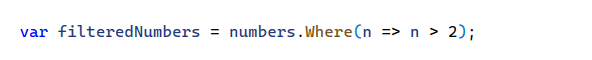 var filteredNumbers = numbers.Where(n => n > 2);